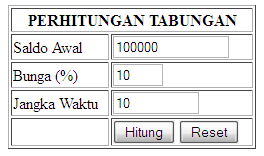 PERHITUNGAN TABUNGAN
Saldo Awal 100000
Bunga (%) 10
Jangka Waktu 10
Hitung Reset